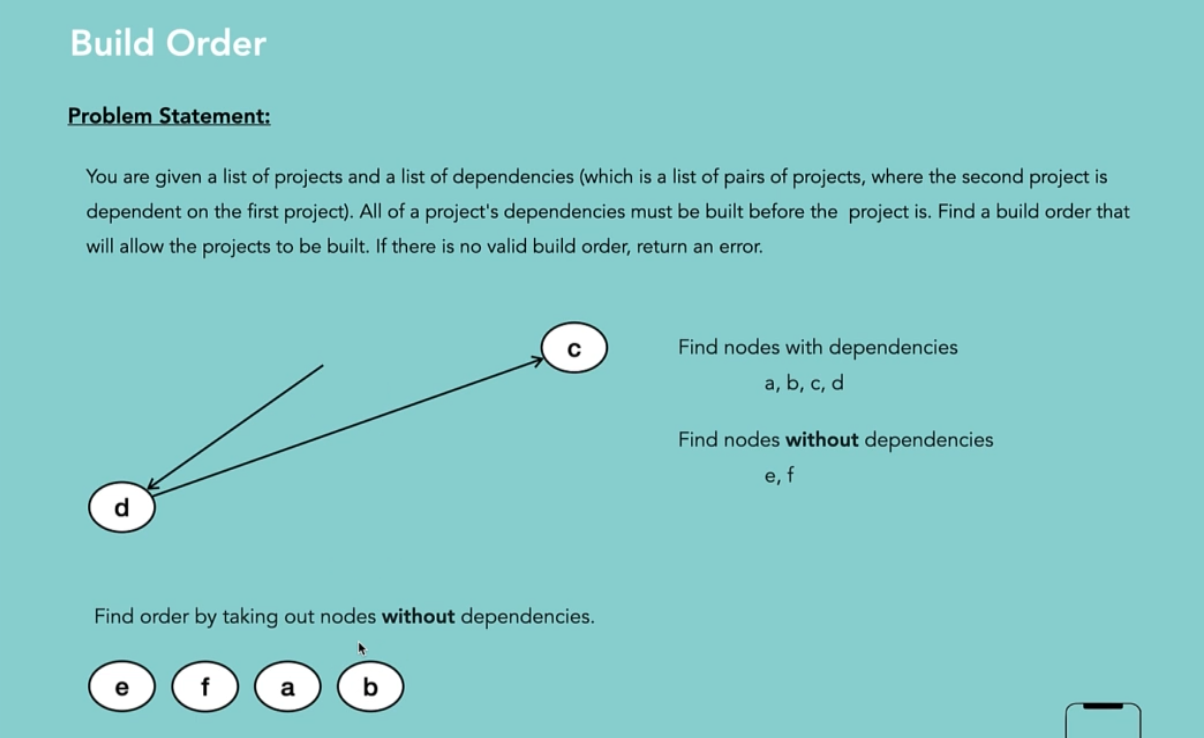 Build Order
Problem Statement:
You are given a list of projects and a list of dependencies (which is a list of pairs of projects, where the second project is
dependent on the first project). All of a project's dependencies must be built before the project is. Find a build order that
will allow the projects to be built. If there is no valid build order, return an error.
c
d
Find nodes with dependencies
a, b, c, d
Find nodes without dependencies
e, f
Find order by taking out nodes without dependencies.
e f a b